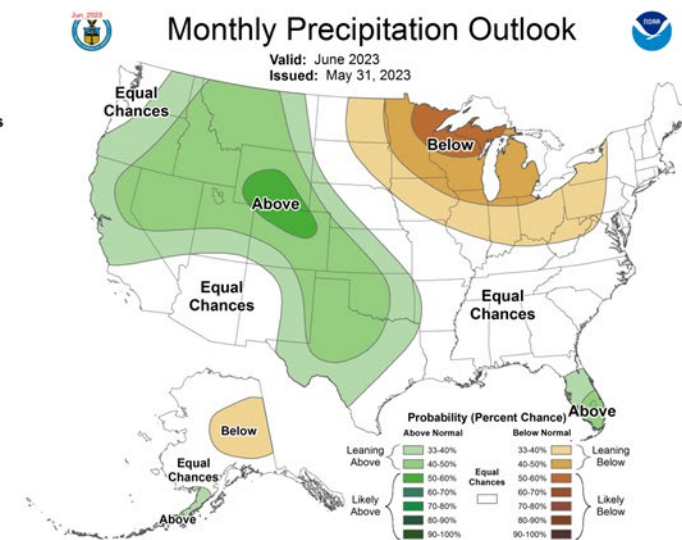 Jun_2023
Monthly Precipitation Outlook
NOAA
Valid: June 2023
Issued: May 31, 2023
Equal
Chances
Below
Above
Equal
Chances
Equal
Chances
Above
Below
Equal
Chances
Above
Probability (Percent Chance)
Above Normal
Below Normal
Leaning
Above
33-40%
40-50%
Likely
Above
50-60%
60-70%
70-80%
80-90%
90-100%
Equal
Chances
33-40%
40-50%
Leaning
Below
50-60%
60-70%
70-80%
80-90%
90-100%
Likely
Below